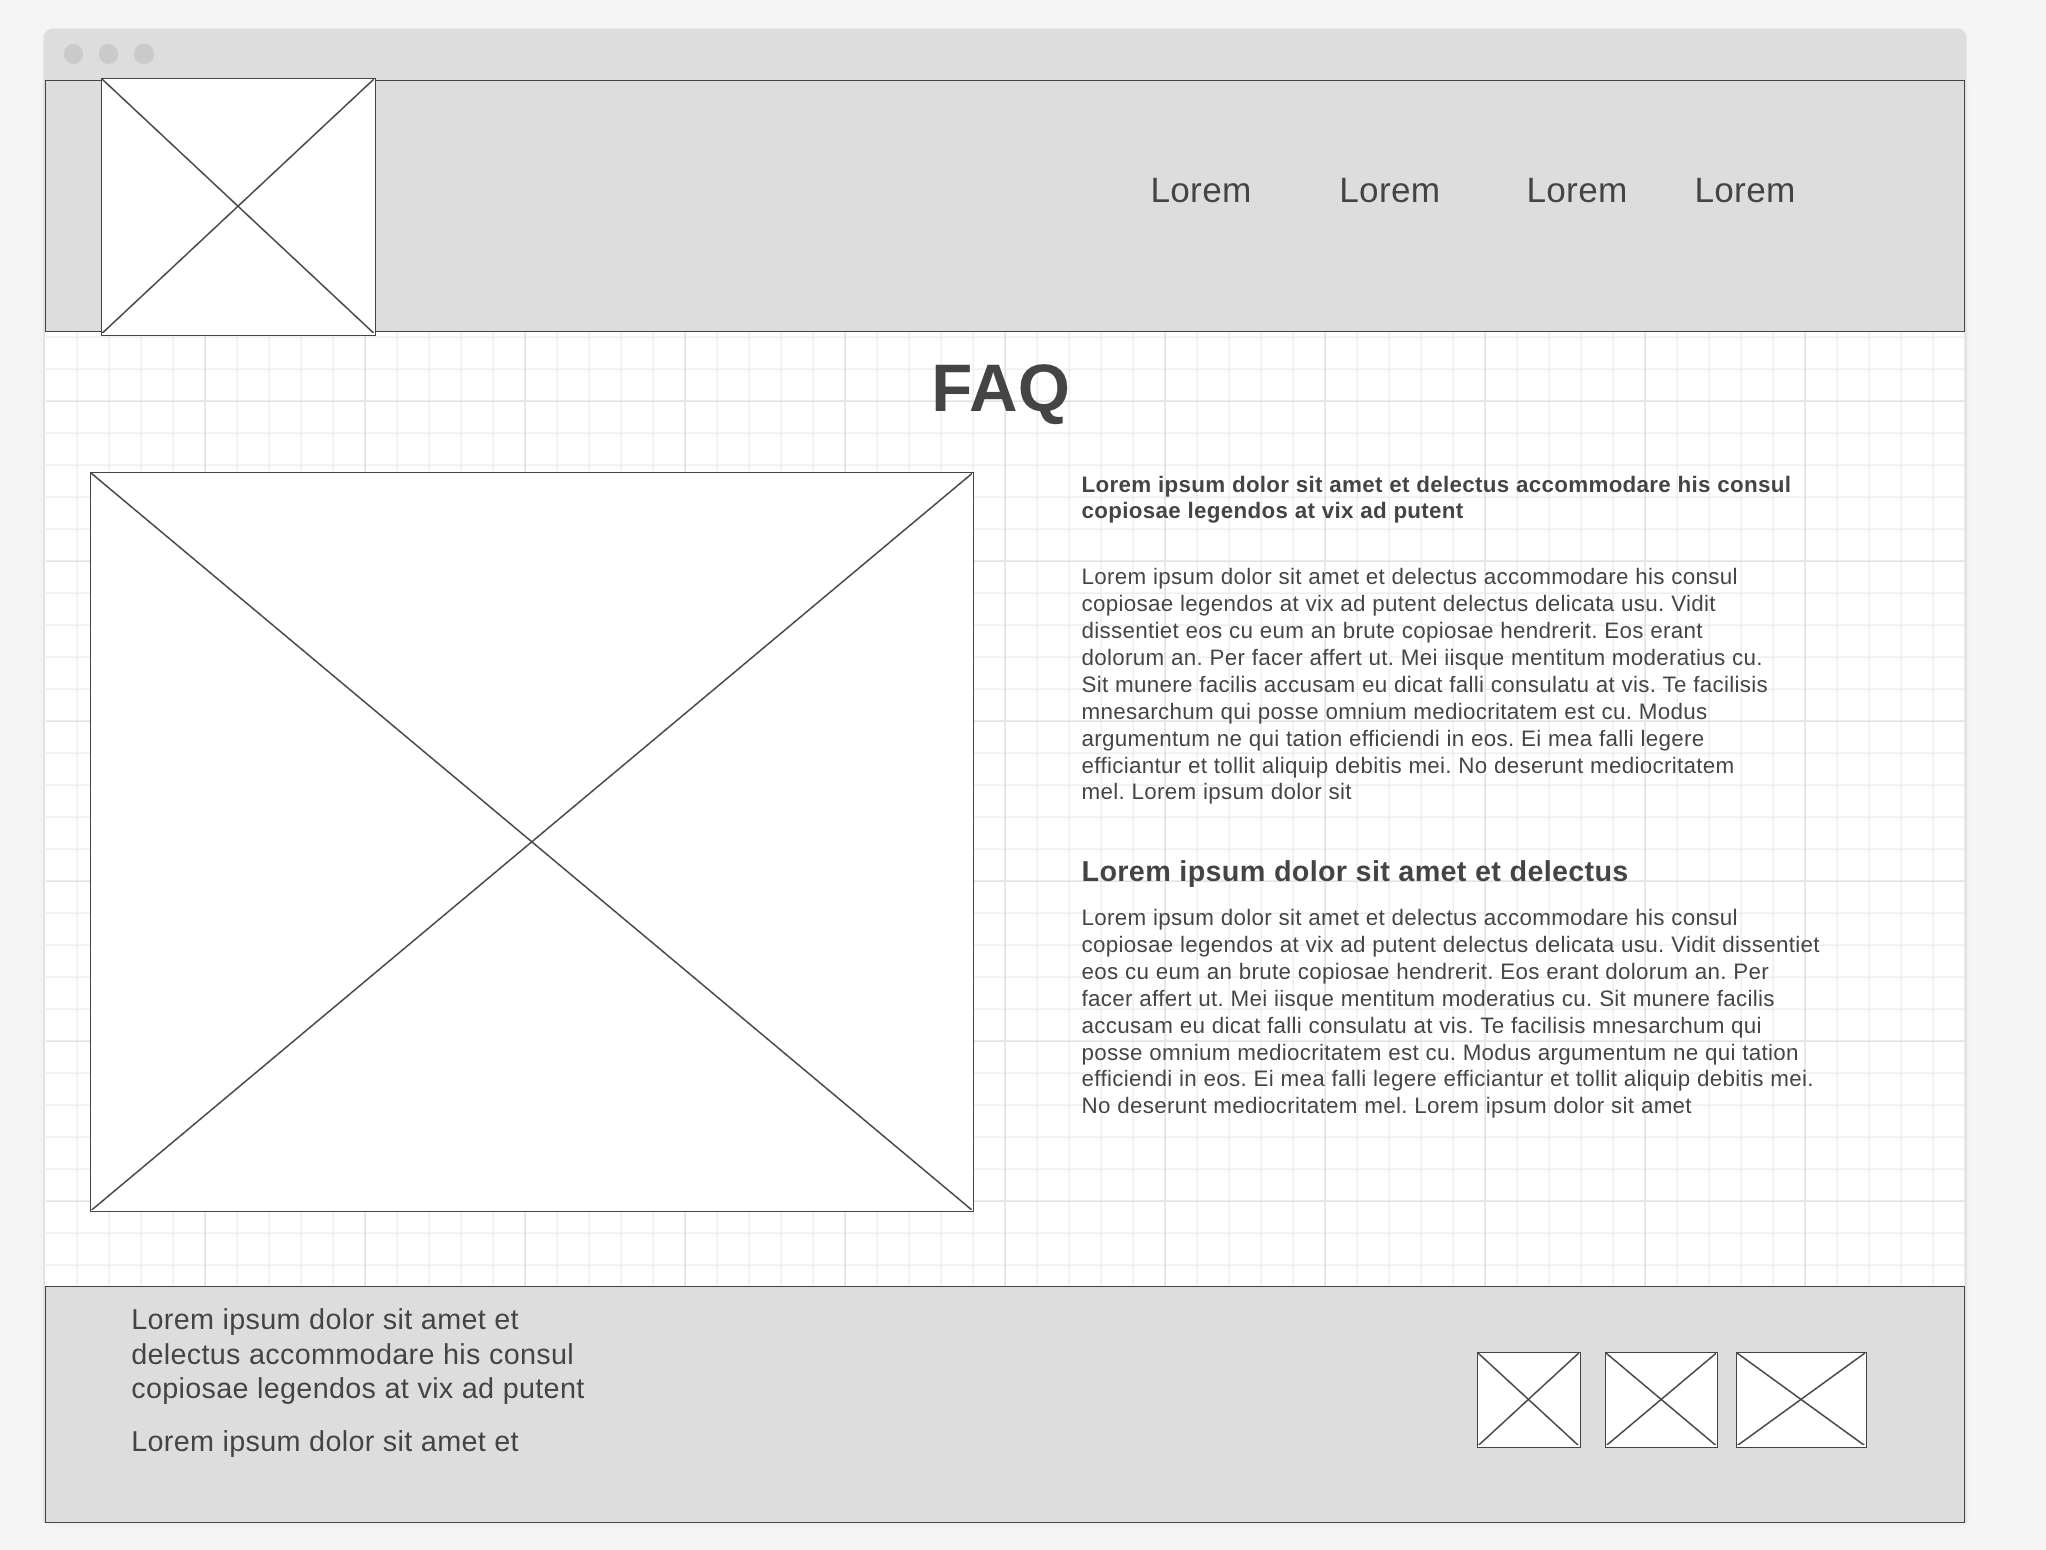 Lorem Lorem Lorem Lorem
FAQ
Lorem ipsum dolor sit amet et delectus accommodare his consul
copiosae legendos at vix ad putent
Lorem ipsum dolor sit amet et delectus accommodare his consul
copiosae legendos at vix ad putent delectus delicata usu. Vidit
dissentiet eos cu eum an brute copiosae hendrerit. Eos erant
dolorum an. Per facer affert ut. Mei iisque mentitum moderatius cu.
Sit munere facilis accusam eu dicat falli consulatu at vis. Te facilisis
mnesarchum qui posse omnium mediocritatem est cu. Modus
argumentum ne qui tation efficiendi in eos. Ei mea falli legere
efficiantur et tollit aliquip debitis mei. No deserunt mediocritatem
mel. Lorem ipsum dolor sit
Lorem ipsum dolor sit amet et delectus
Lorem ipsum dolor sit amet et delectus accommodare his consul
copiosae legendos at vix ad putent delectus delicata usu. Vidit dissentiet
eos cu eum an brute copiosae hendrerit. Eos erant dolorum an. Per
facer affert ut. Mei iisque mentitum moderatius cu. Sit munere facilis
accusam eu dicat falli consulatu at vis. Te facilisis mnesarchum qui
posse omnium mediocritatem est cu. Modus argumentum ne qui tation
efficiendi in eos. Ei mea falli legere efficiantur et tollit aliquip debitis mei.
No deserunt mediocritatem mel. Lorem ipsum dolor sit amet
Lorem ipsum dolor sit amet et
delectus accommodare his consul
copiosae legendos at vix ad putent
Lorem ipsum dolor sit amet et